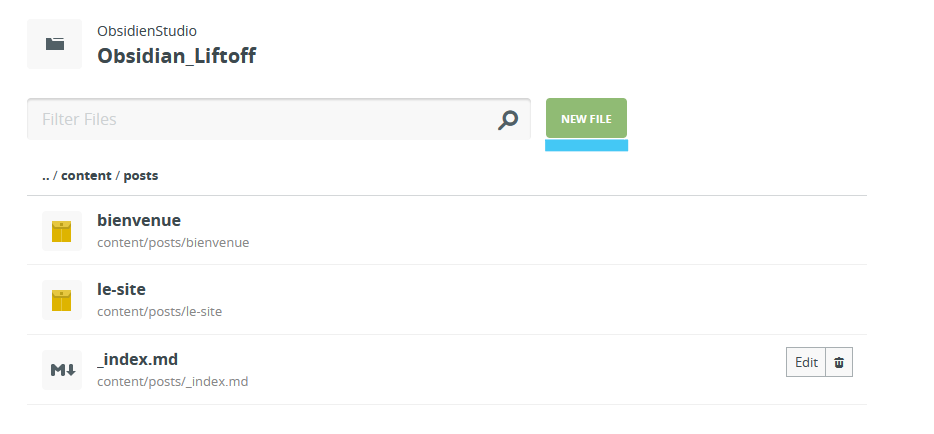 ObsidienStudio
Obsidian_Liftoff
Filter Files
NEW FILE
.. / content / posts
bienvenue
content/posts/bienvenue
le-site
content/posts/le-site
_index.md
content/posts/_index.md
Edit